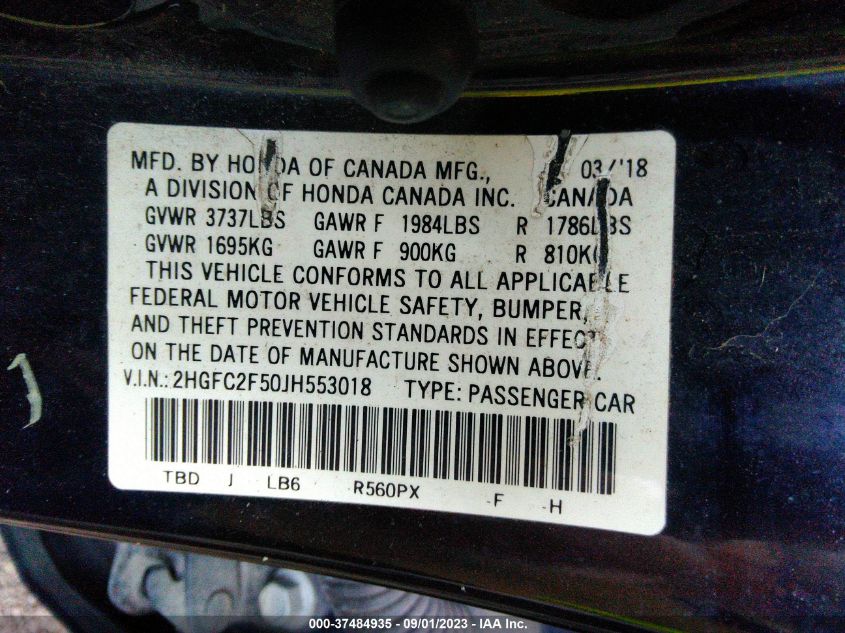 MFD. BY HONDA OF CANADA MFG., 03/'18
A DIVISION OF HONDA CANADA INC. CANADA
GVWR 3737LBS GAWR F 1984LBS R 1786LBS
GVWR 1695KG GAWR F 900KG R 810KG
THIS VEHICLE CONFORMS TO ALL APPLICABLE
FEDERAL MOTOR VEHICLE SAFETY, BUMPER,
AND THEFT PREVENTION STANDARDS IN EFFECT
ON THE DATE OF MANUFACTURE SHOWN ABOVE.
V.I.N.: 2HGFC2F50JH553018 TYPE: PASSENGER CAR
TBD J LB6 R560PX -F -H
000-37484935 - 09/01/2023 - IAA Inc.